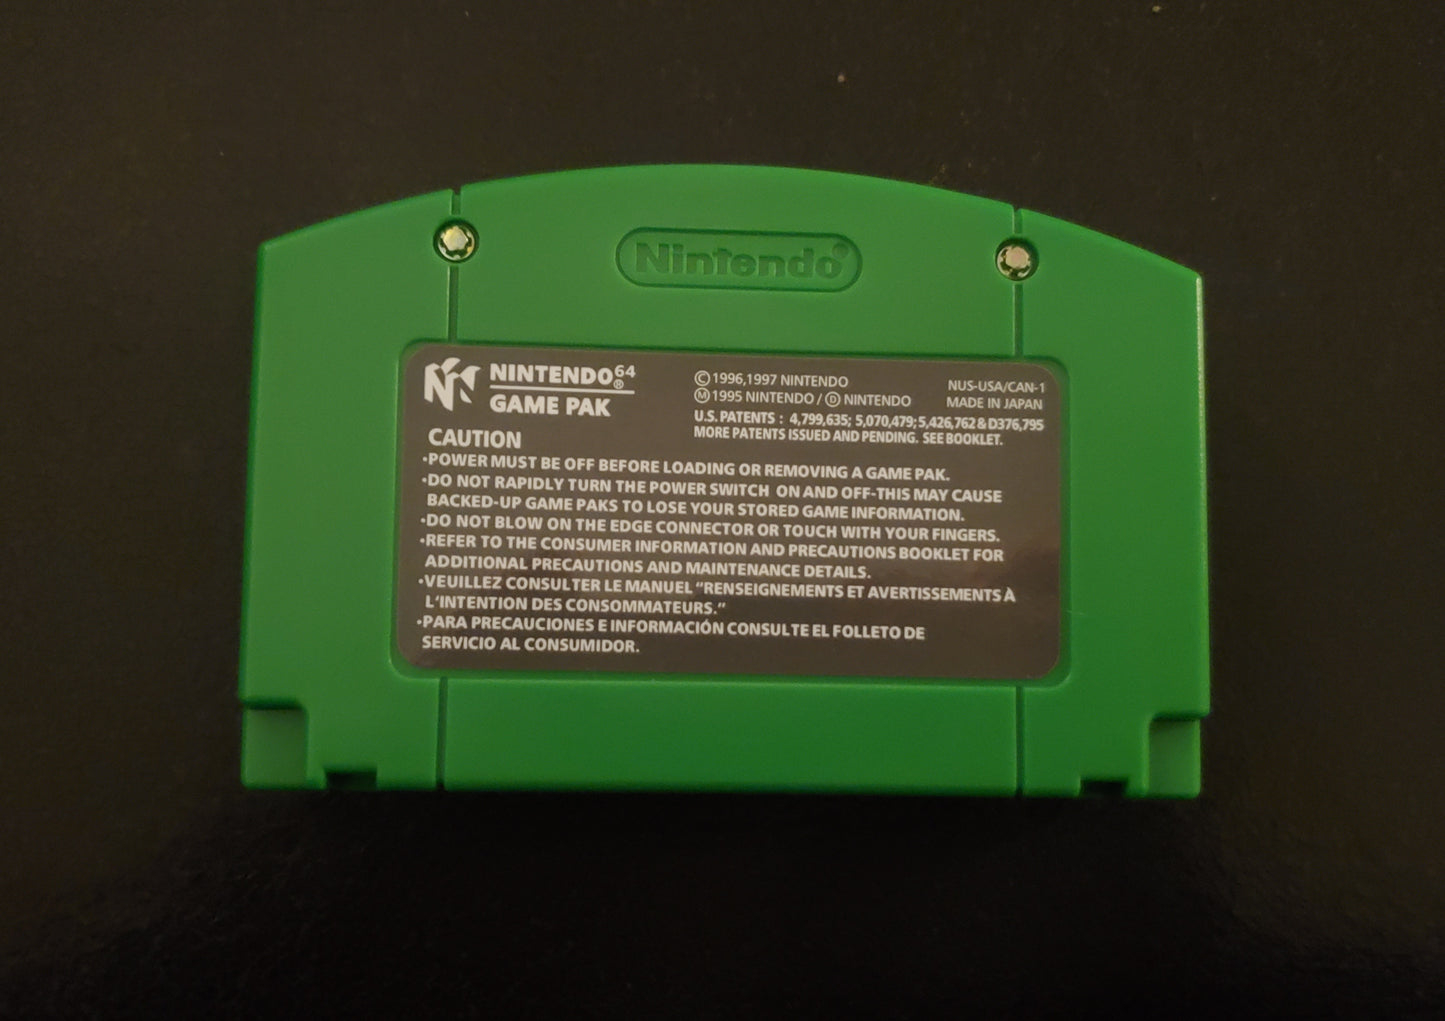 Nintendo®
NINTENDO64®
GAME PAK
©1996,1997 NINTENDO
Ⓜ1995 NINTENDO / Ⓓ NINTENDO
NUS-USA/CAN-1
MADE IN JAPAN
U.S. PATENTS : 4,799,635; 5,070,479; 5,426,762 & D376,795
MORE PATENTS ISSUED AND PENDING. SEE BOOKLET.
CAUTION
•POWER MUST BE OFF BEFORE LOADING OR REMOVING A GAME PAK.
•DO NOT RAPIDLY TURN THE POWER SWITCH ON AND OFF-THIS MAY CAUSE
BACKED-UP GAME PAKS TO LOSE YOUR STORED GAME INFORMATION.
•DO NOT BLOW ON THE EDGE CONNECTOR OR TOUCH WITH YOUR FINGERS.
•REFER TO THE CONSUMER INFORMATION AND PRECAUTIONS BOOKLET FOR
ADDITIONAL PRECAUTIONS AND MAINTENANCE DETAILS.
•VEUILLEZ CONSULTER LE MANUEL "RENSEIGNEMENTS ET AVERTISSEMENTS À
L'INTENTION DES CONSOMMATEURS."
•PARA PRECAUCIONES E INFORMACIÓN CONSULTE EL FOLLETO DE
SERVICIO AL CONSUMIDOR.